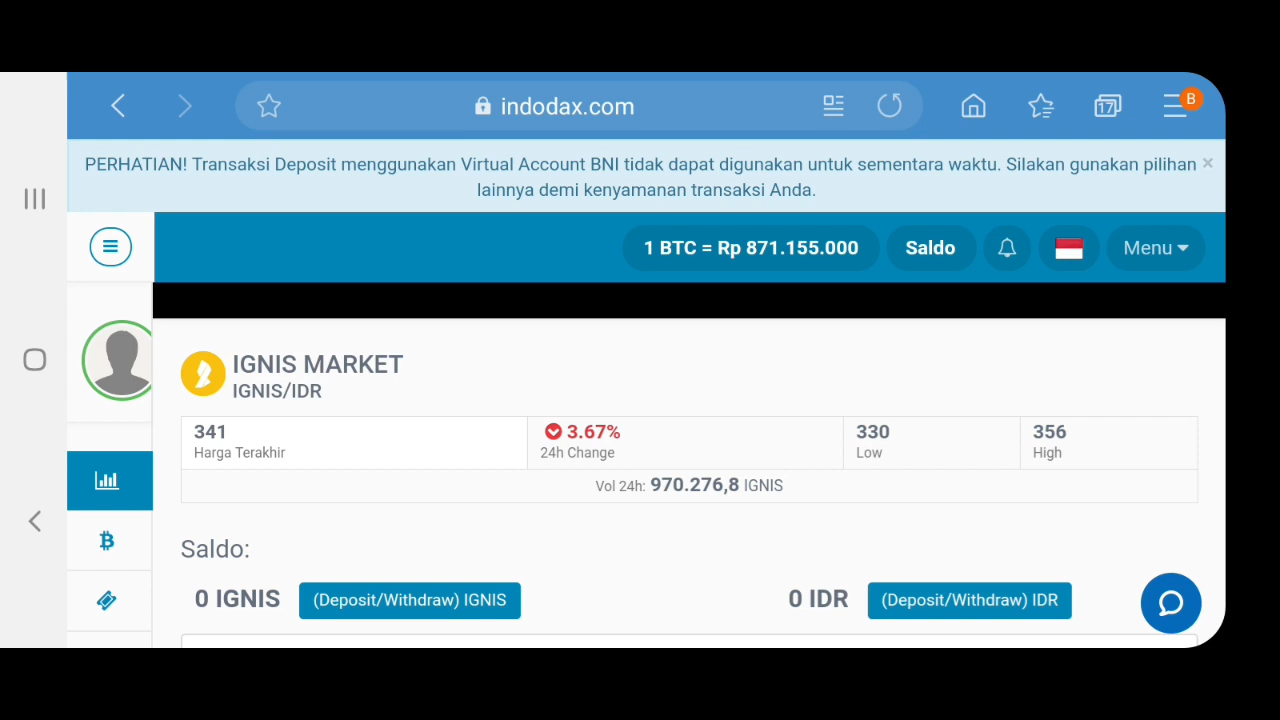 indodax.com
17
B
PERHATIAN! Transaksi Deposit menggunakan Virtual Account BNI tidak dapat digunakan untuk sementara waktu. Silakan gunakan pilihan ×
lainnya demi kenyamanan transaksi Anda.
1 BTC = Rp 871.155.000
Saldo
Menu
IGNIS MARKET
IGNIS/IDR
341
Harga Terakhir
3.67%
24h Change
330
Low
356
High
Vol 24h: 970.276,8 IGNIS
Saldo:
0 IGNIS
(Deposit/Withdraw) IGNIS
0 IDR
(Deposit/Withdraw) IDR